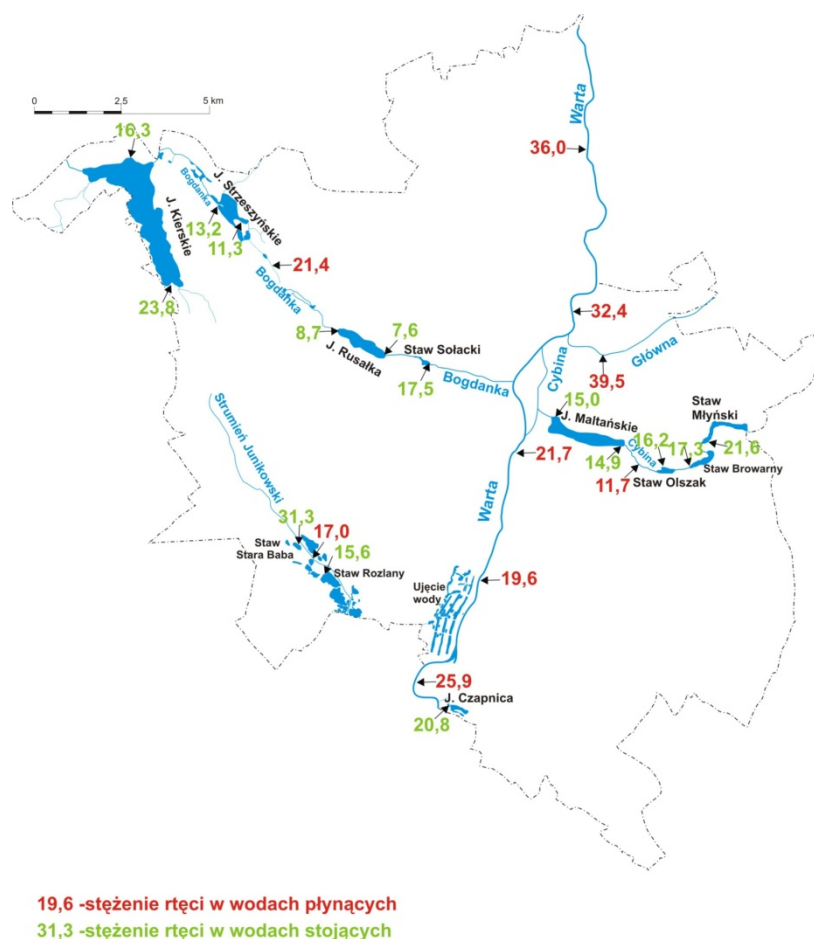 Warta
0 2,5 5 km
16,3
36,0
J. Strzeszyńskie
Bogdanka
J. Kierskie
13,2
11,3
21,4
Bogdanka
23,8
32,4
8,7
7,6
Staw Sołacki
J. Rusałka
Cybina
Główna
17,5
Bogdanka
39,5
Staw
Młyński
15,0
J. Maltańskie
Strumień Junikowski
21,7
16,2
17,3
21,6
14,9
Cybina
Staw Browarny
11,7
Staw Olszak
Warta
31,3
17,0
Staw
Stara Baba
15,6
Staw Rozlany
Ujęcie
wody
19,6
25,9
J. Czapnica
20,8
19,6 -stężenie rtęci w wodach płynących
31,3 -stężenie rtęci w wodach stojących